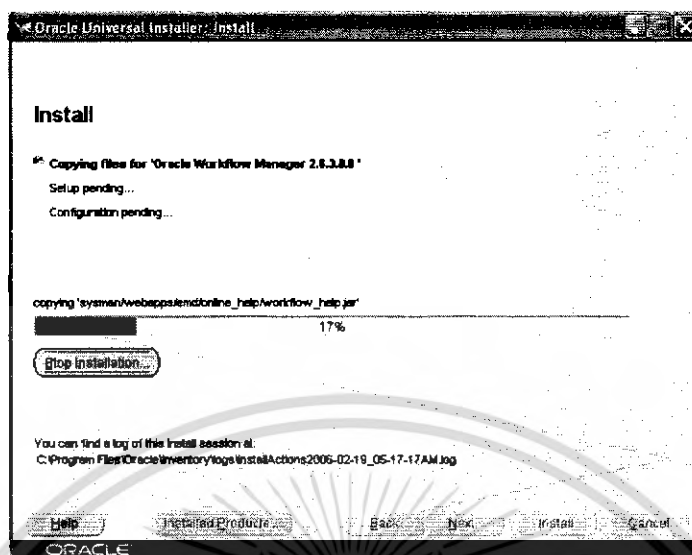 Oracle Universal Installer: Install
Install
Copying files for 'Oracle Workflow Manager 2.6.3.8.0 '
Setup pending...
Configuration pending...
copying 'sysman/webapps/emd/online_help/workflow_help.jar'
17%
Stop Installation...
You can find a log of this install session at:
C:\Program Files\Oracle\Inventory\logs\installActions2006-02-19_05-17-17AM.log
Help Installed Products... Back Next Install Cancel
ORACLE